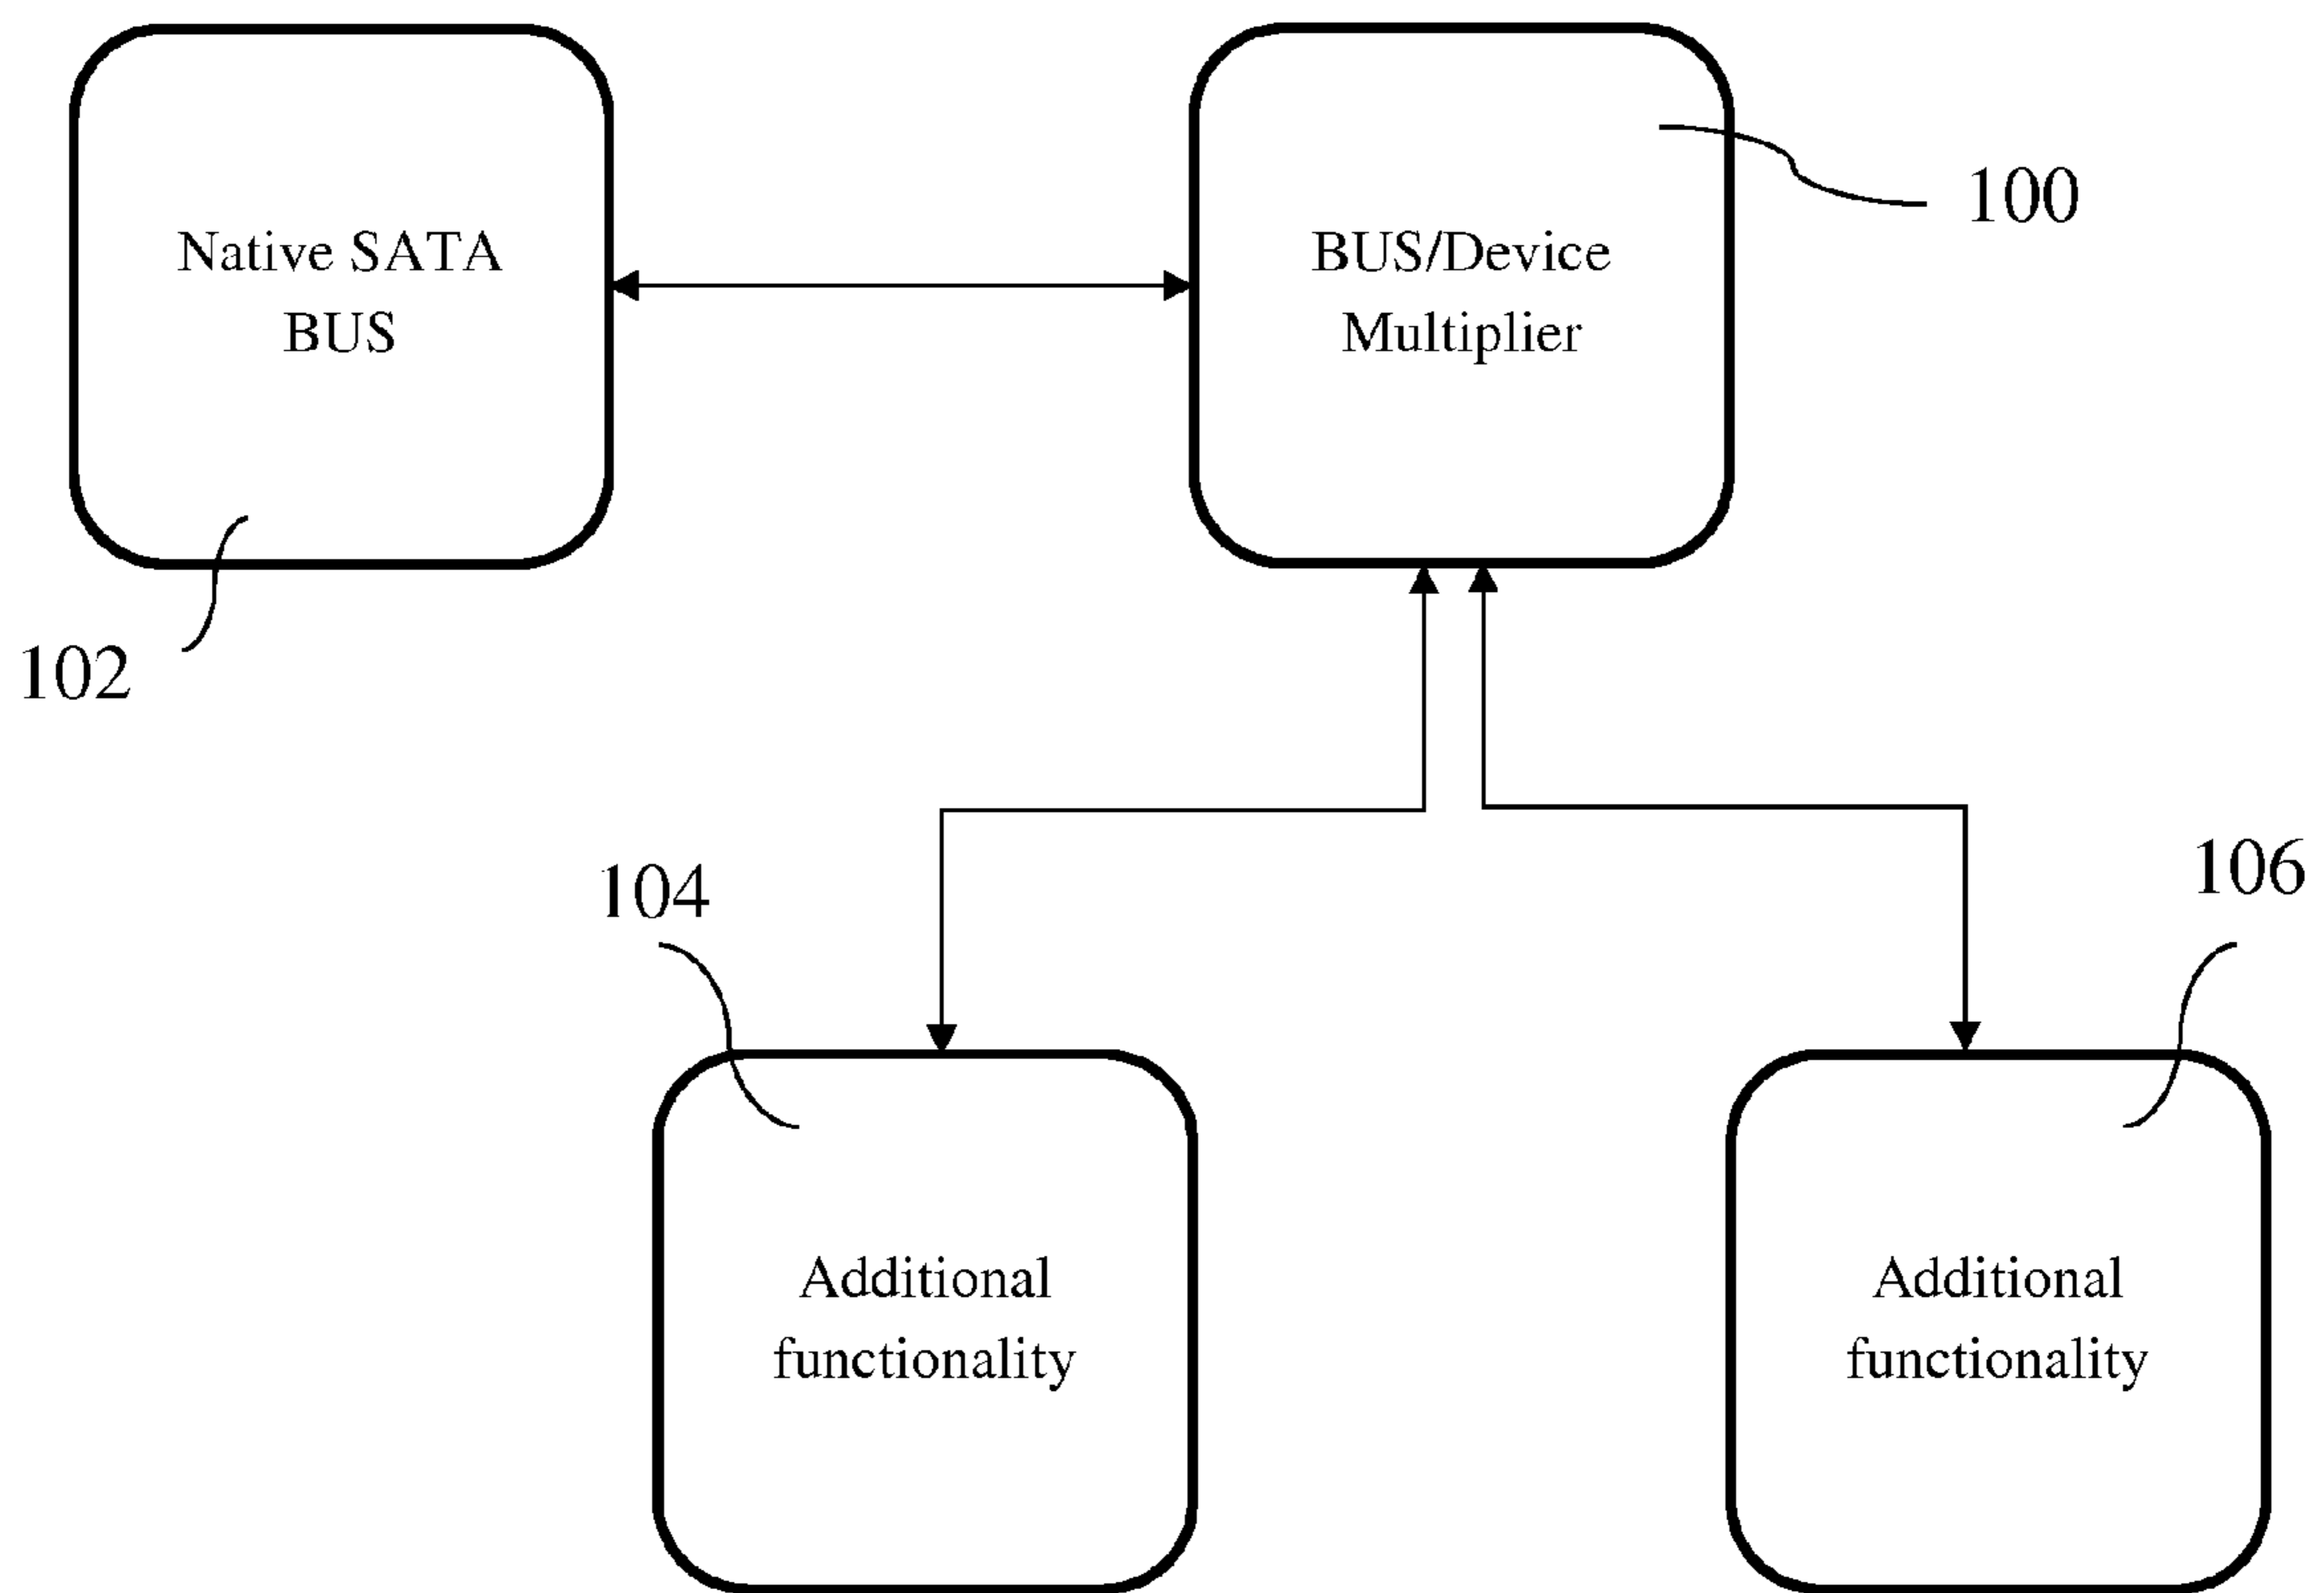 Native SATA
BUS
BUS/Device
Multiplier
100
102
104
106
Additional
functionality
Additional
functionality